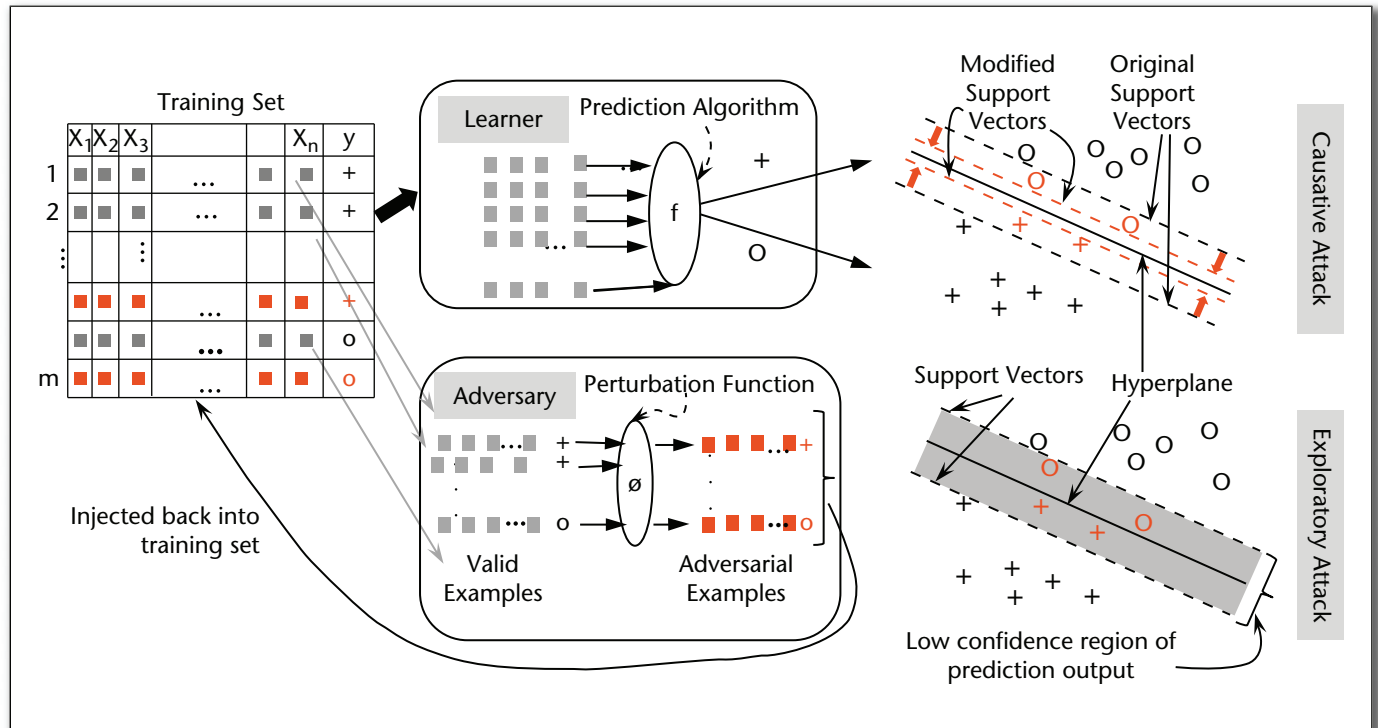 Training Set
X1 X2 X3 Xn y
1 ... +
2 ... +
⋮ ⋮
... +
... o
m ... o
Learner
Prediction Algorithm
...
...
f
+
O
Adversary
Perturbation Function
... + ... +
+
ø
... o ... o
Valid
Examples
Adversarial
Examples
Injected back into
training set
Modified
Support
Vectors
Original
Support
Vectors
O O O O O O O
O
O
+ + +
+ + + + +
Causative Attack
Support Vectors
Hyperplane
O O O O O
O
O
+ + +
+ + + + +
Low confidence region of
prediction output
Exploratory Attack